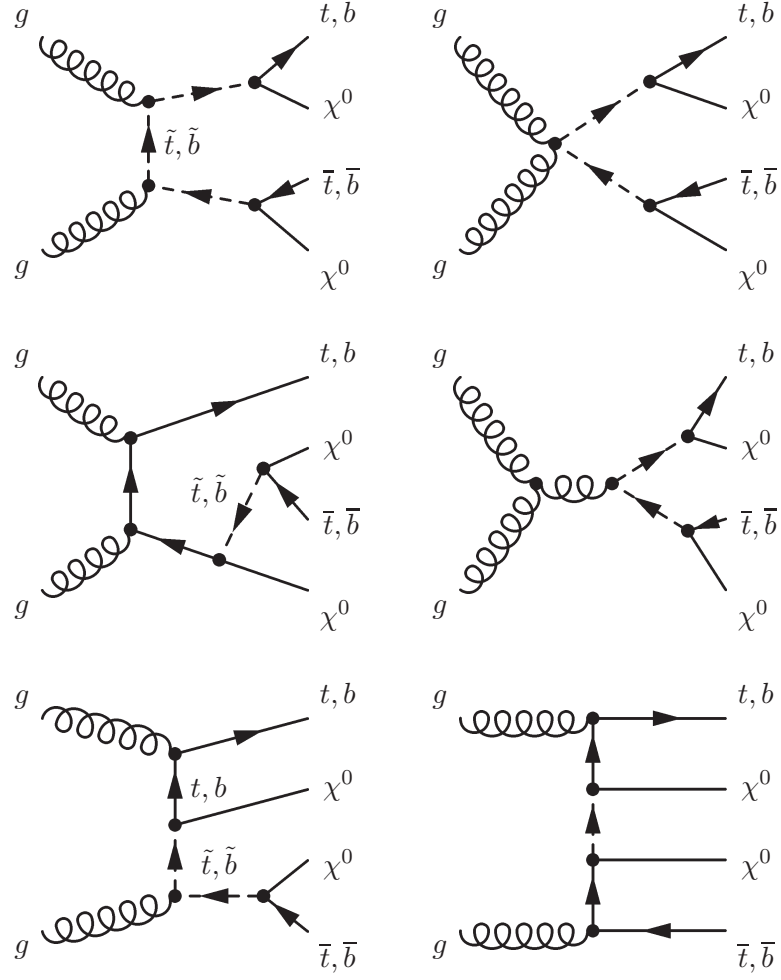 g
t, b
χ⁰
t̃, b̃
t̅, b̅
χ⁰
g
g
t, b
χ⁰
t̅, b̅
χ⁰
g
g
t, b
χ⁰
t̃, b̃
t̅, b̅
χ⁰
g
g
t, b
χ⁰
t̅, b̅
χ⁰
g
g
t, b
t, b
χ⁰
t̃, b̃
χ⁰
t̅, b̅
g
g
t, b
χ⁰
χ⁰
t̅, b̅
g